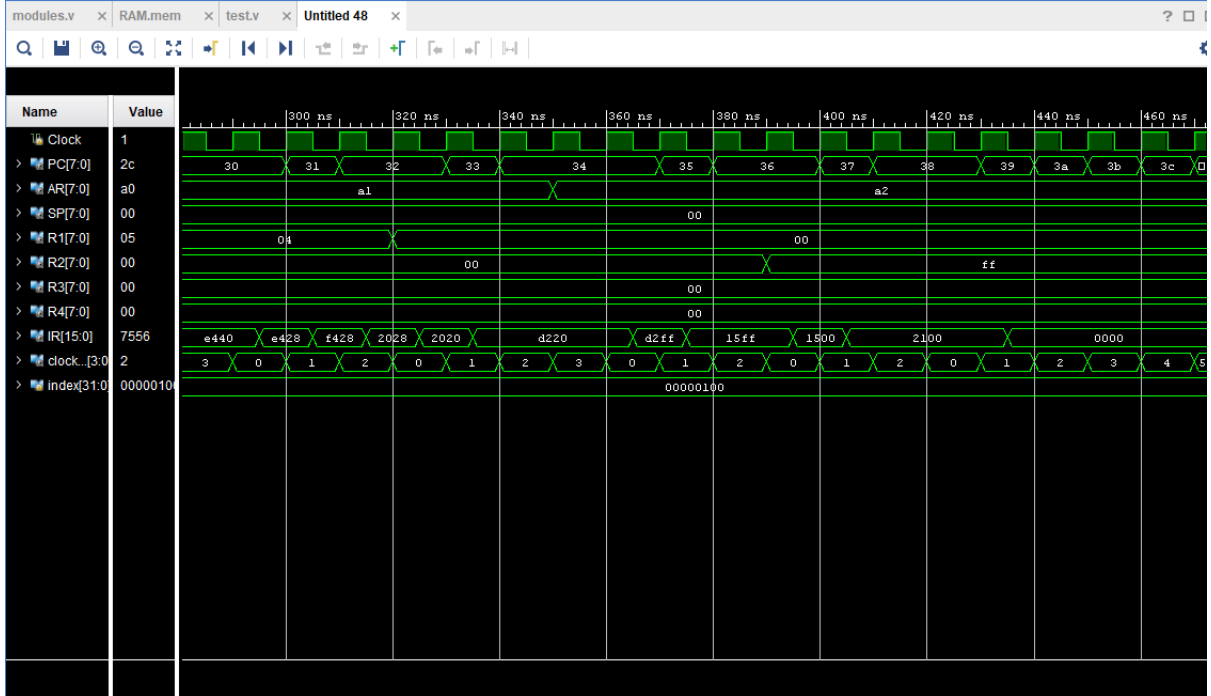 modules.v × RAM.mem × test.v × Untitled 48 × ?
Name Value 300 ns 320 ns 340 ns 360 ns 380 ns 400 ns 420 ns 440 ns 460 ns
Clock 1
PC[7:0] 2c 30 31 32 33 34 35 36 37 38 39 3a 3b 3c
AR[7:0] a0 a1 a2
SP[7:0] 00 00
R1[7:0] 05 04 00
R2[7:0] 00 00 ff
R3[7:0] 00 00
R4[7:0] 00 00
IR[15:0] 7556 e440 e428 f428 2028 2020 d220 d2ff 15ff 1500 2100 0000
clock...[3:0 2 3 0 1 2 0 1 2 3 0 1 2 0 1 2 0 1 2 3 4 5
index[31:0] 00000100 00000100